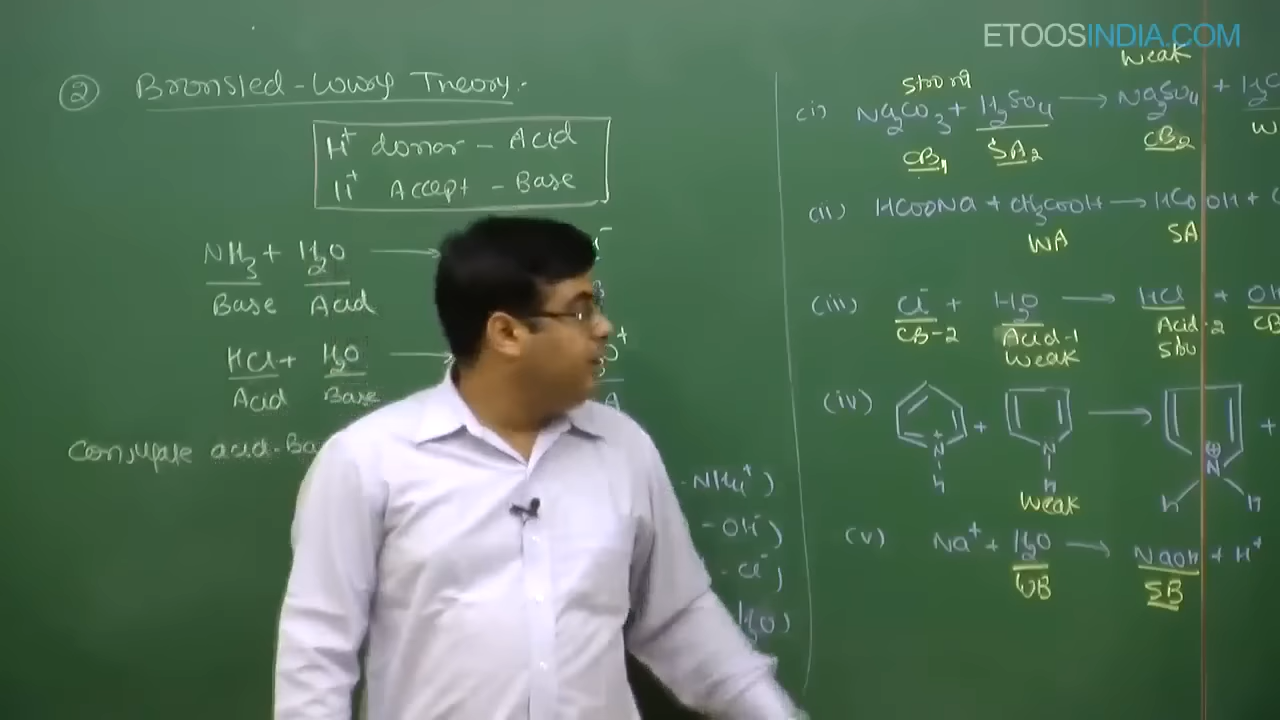 ETOOSINDIA.COM
② Bronsted-Lowry Theory:
H⁺ donor - Acid
H⁺ Accept - Base
NH₃ + H₂O →
Base Acid
HCl + H₂O →
Acid Base
A
Conjugate acid-Ba
-NH₄⁺)
-OH⁻)
-Cl⁻)
H₂O)
strong weak
(i) Na₂CO₃ + H₂SO₄ → Na₂SO₄ +
CB₁ SA₂ CB₂ W
(ii) HCOONa + CH₃COOH → HCOOH +
WA SA
(iii) Cl⁻ + H₂O → HCl + OH
CB-2 Acid-1 Acid-2 CB
weak
(iv) + → +
N N ⊕
H H N
H H
weak
(v) Na⁺ + H₂O → NaOH + H⁺
WB SB